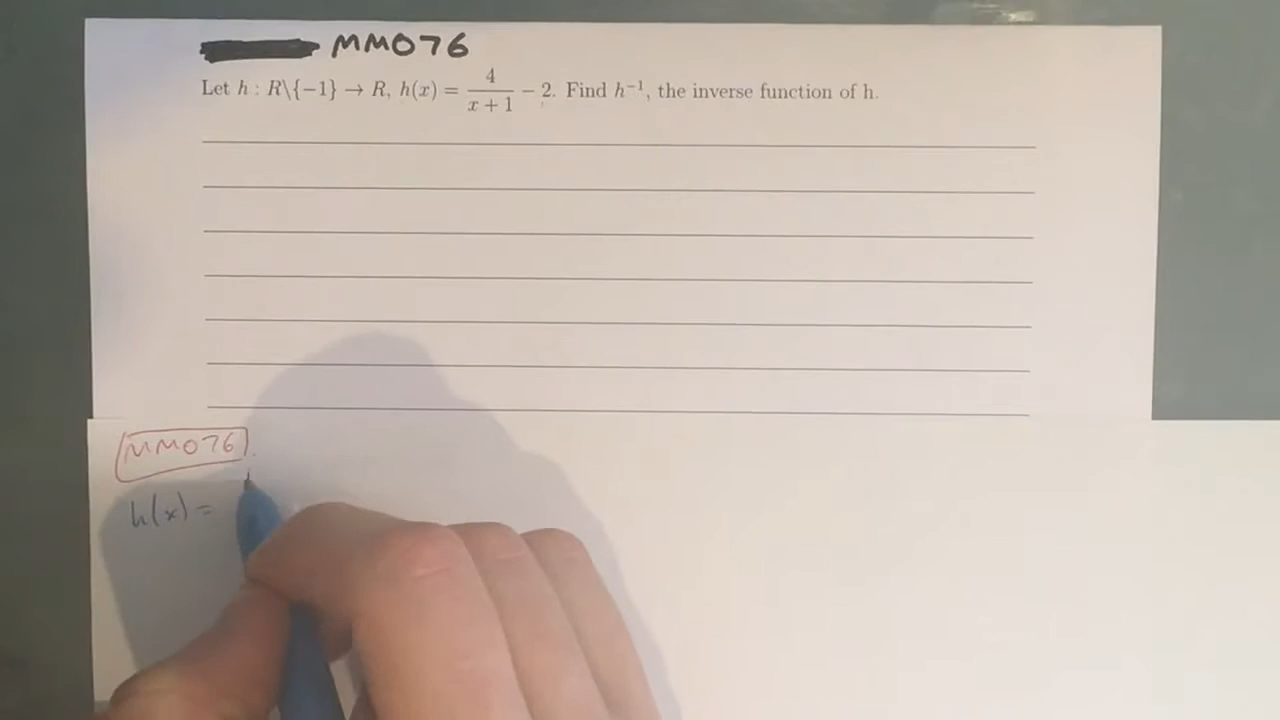 MM076
Let h : R\{−1} → R, h(x) = 4/(x + 1) − 2. Find h⁻¹, the inverse function of h.
MM076
h(x) =